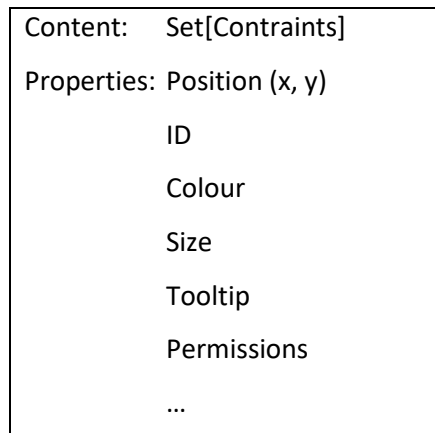 Content: Set[Contraints]
Properties: Position (x, y)
ID
Colour
Size
Tooltip
Permissions
…